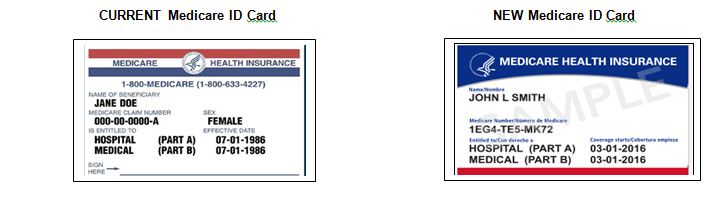 CURRENT Medicare ID Card
MEDICARE HEALTH INSURANCE
1-800-MEDICARE (1-800-633-4227)
NAME OF BENEFICIARY
JANE DOE
MEDICARE CLAIM NUMBER SEX
000-00-0000-A FEMALE
IS ENTITLED TO EFFECTIVE DATE
HOSPITAL (PART A) 07-01-1986
MEDICAL (PART B) 07-01-1986
SIGN
HERE
NEW Medicare ID Card
MEDICARE HEALTH INSURANCE
SAMPLE
Name/Nombre
JOHN L SMITH
Medicare Number/Número de Medicare
1EG4-TE5-MK72
Entitled to/Con derecho a Coverage starts/Cobertura empieza
HOSPITAL (PART A) 03-01-2016
MEDICAL (PART B) 03-01-2016